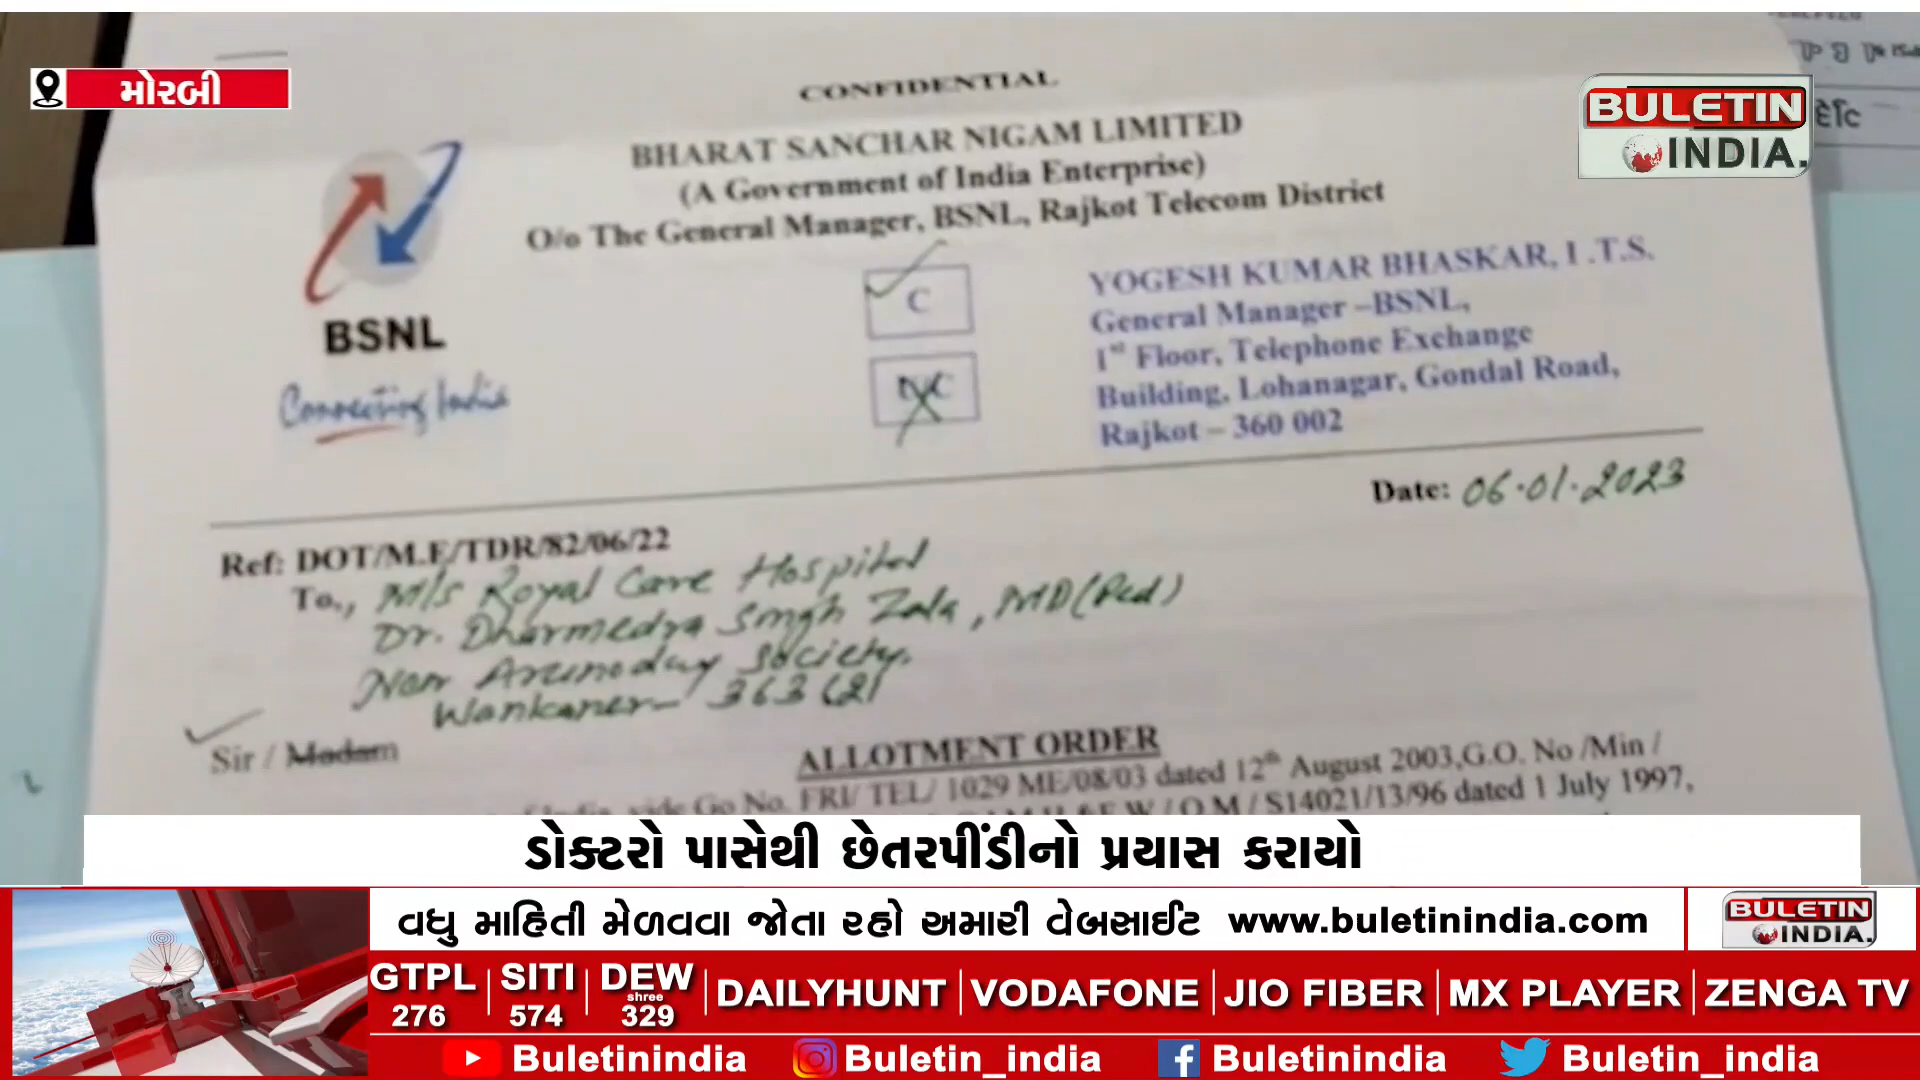 મોરબી
BULETIN
INDIA.
CONFIDENTIAL
BHARAT SANCHAR NIGAM LIMITED
(A Government of India Enterprise)
O/o The General Manager, BSNL, Rajkot Telecom District
BSNL
Connecting India
C
NC
YOGESH KUMAR BHASKAR, I .T.S.
General Manager –BSNL,
1st Floor, Telephone Exchange
Building, Lohanagar, Gondal Road,
Rajkot – 360 002
Date: 06.01.2023
Ref: DOT/M.E/TDR/82/06/22
To,, M/s Royal Care Hospital
Dr. Dharmedra Singh Zala, MD(Ped)
Near Arunoday Society.
Wankaner- 363621
Sir / Madam
ALLOTMENT ORDER
India, vide Go No. FRI/ TEL/ 1029 ME/08/03 dated 12th August 2003,G.O. No /Min /
M.H & F.W / O.M / S14021/13/96 dated 1 July 1997,
ડોક્ટરો પાસેથી છેતરપીંડીનો પ્રયાસ કરાયો
વધુ માહિતી મેળવવા જોતા રહો અમારી વેબસાઈટ www.buletinindia.com
BULETIN
INDIA.
GTPL 276 | SITI 574 | DEW shree 329 | DAILYHUNT | VODAFONE | JIO FIBER | MX PLAYER | ZENGA TV
Buletinindia Buletin_india Buletinindia Buletin_india